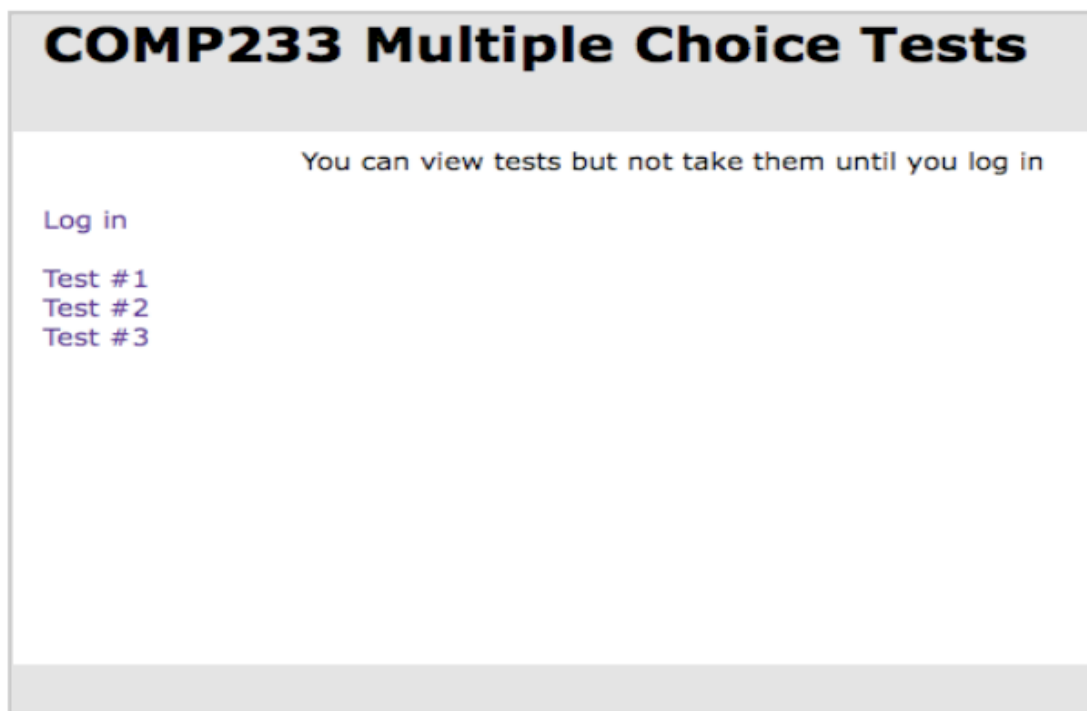 COMP233 Multiple Choice Tests
You can view tests but not take them until you log in
Log in
Test #1
Test #2
Test #3